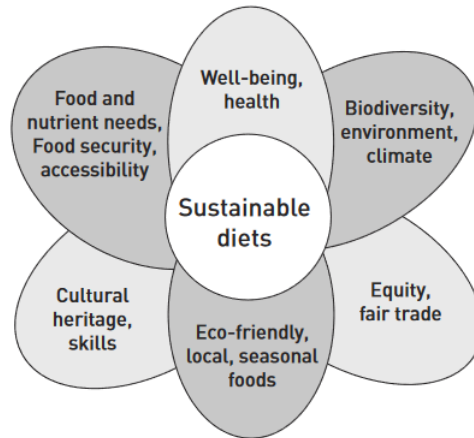 Well-being,
health
Food and
nutrient needs,
Food security,
accessibility
Biodiversity,
environment,
climate
Sustainable
diets
Cultural
heritage,
skills
Equity,
fair trade
Eco-friendly,
local, seasonal
foods